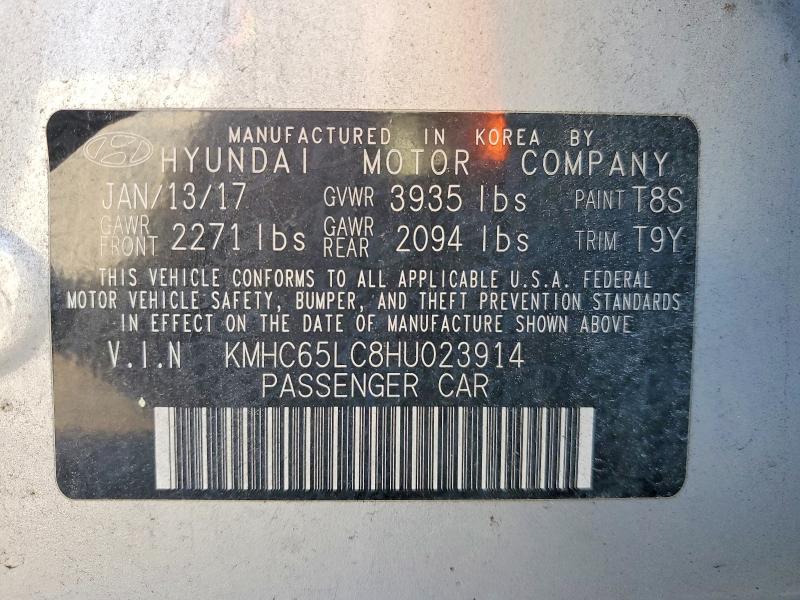 MANUFACTURED IN KOREA BY
HYUNDAI MOTOR COMPANY
JAN/13/17 GVWR 3935 lbs PAINT T8S
GAWR FRONT 2271 lbs GAWR REAR 2094 lbs TRIM T9Y
THIS VEHICLE CONFORMS TO ALL APPLICABLE U.S.A. FEDERAL
MOTOR VEHICLE SAFETY, BUMPER, AND THEFT PREVENTION STANDARDS
IN EFFECT ON THE DATE OF MANUFACTURE SHOWN ABOVE
V.I.N KMHC65LC8HU023914
PASSENGER CAR